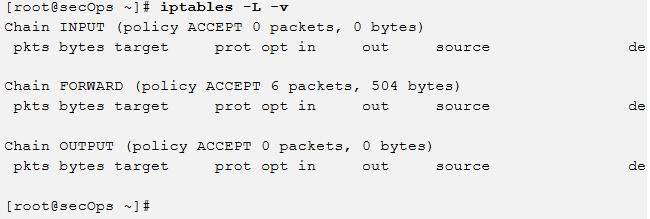 [root@secOps ~]# iptables -L -v
Chain INPUT (policy ACCEPT 0 packets, 0 bytes)
pkts bytes target prot opt in out source de
Chain FORWARD (policy ACCEPT 6 packets, 504 bytes)
pkts bytes target prot opt in out source de
Chain OUTPUT (policy ACCEPT 0 packets, 0 bytes)
pkts bytes target prot opt in out source de
[root@secOps ~]#